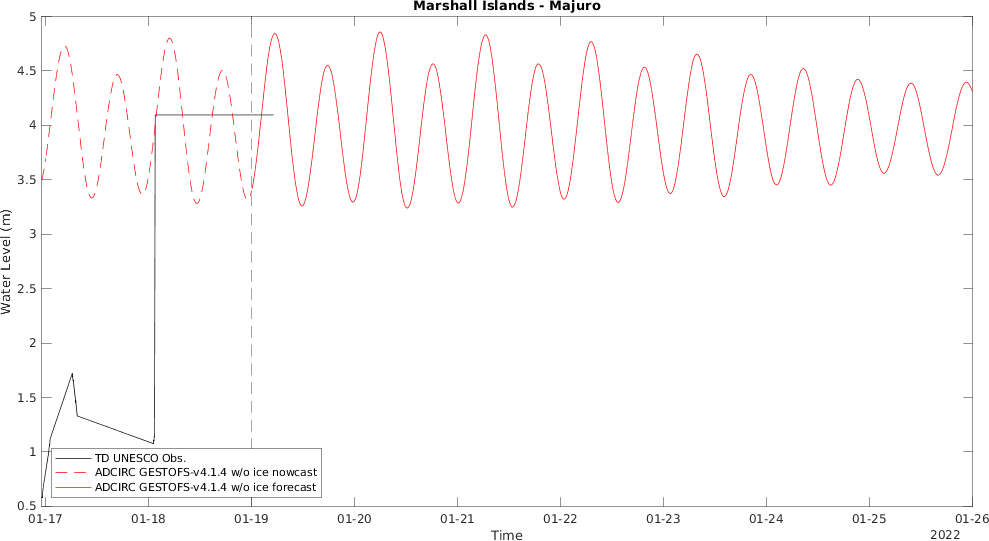 Marshall Islands - Majuro
5
4.5
4
3.5
3
2.5
2
1.5
1
0.5
Water Level (m)
TD UNESCO Obs.
ADCIRC GESTOFS-v4.1.4 w/o ice nowcast
ADCIRC GESTOFS-v4.1.4 w/o ice forecast
01-17 01-18 01-19 01-20 01-21 01-22 01-23 01-24 01-25 01-26
Time
2022